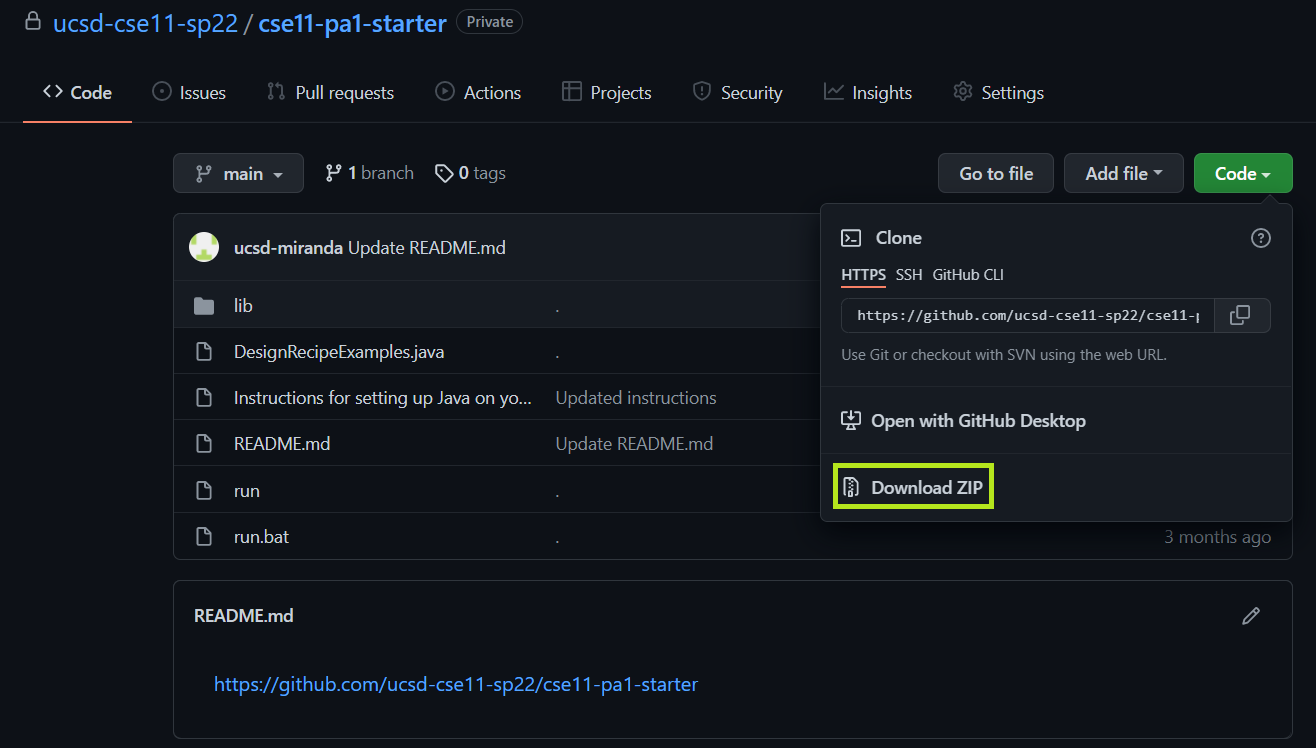 ucsd-cse11-sp22 / cse11-pa1-starter Private
Code Issues Pull requests Actions Projects Security Insights Settings
main 1 branch 0 tags Go to file Add file Code
ucsd-miranda Update README.md
lib .
DesignRecipeExamples.java .
Instructions for setting up Java on yo... Updated instructions
README.md Update README.md
run .
run.bat . 3 months ago
Clone
HTTPS SSH GitHub CLI
https://github.com/ucsd-cse11-sp22/cse11-p
Use Git or checkout with SVN using the web URL.
Open with GitHub Desktop
Download ZIP
README.md
https://github.com/ucsd-cse11-sp22/cse11-pa1-starter